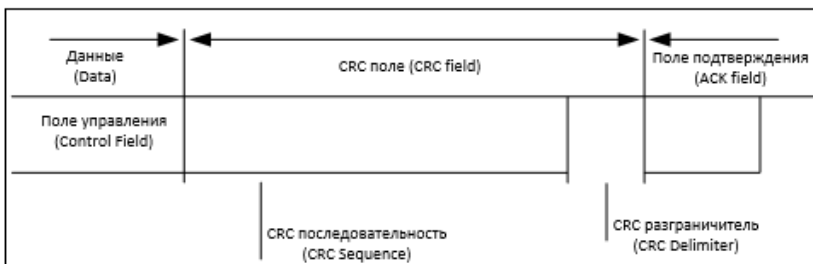 Данные
(Data)
CRC поле (CRC field)
Поле подтверждения
(ACK field)
Поле управления
(Control Field)
CRC последовательность
(CRC Sequence)
CRC разграничитель
(CRC Delimiter)